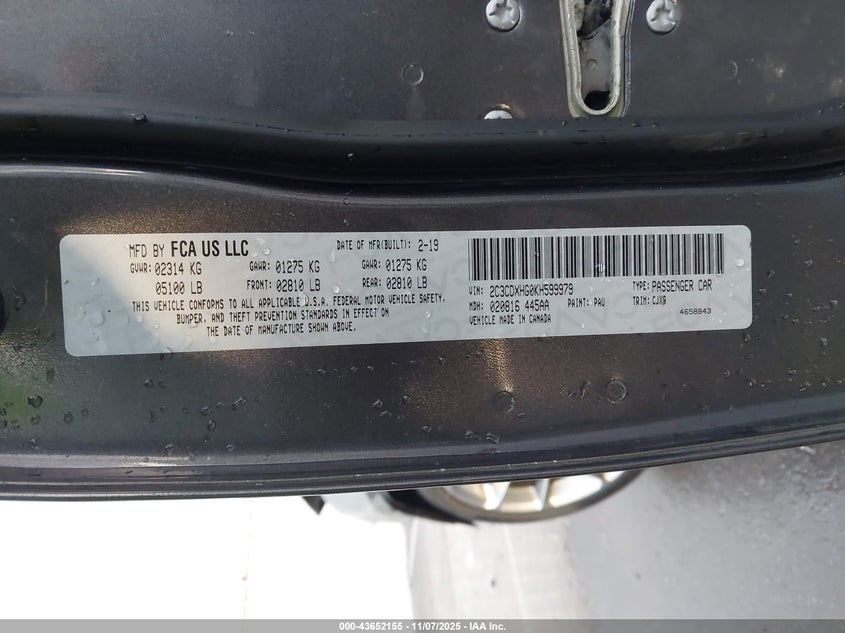 MFD BY FCA US LLC DATE OF MFR(BUILT): 2-19
GVWR: 02314 KG GAWR: 01275 KG GAWR: 01275 KG
05100 LB FRONT: 02810 LB REAR: 02810 LB
THIS VEHICLE CONFORMS TO ALL APPLICABLE U.S.A. FEDERAL MOTOR VEHICLE SAFETY,
BUMPER, AND THEFT PREVENTION STANDARDS IN EFFECT ON
THE DATE OF MANUFACTURE SHOWN ABOVE.
VIN: 2C3CDXHG0KH599979 TYPE: PASSENGER CAR
MDH: 020816 445AA PAINT: PAU TRIM: CJX9
VEHICLE MADE IN CANADA 4658843
000-43652155 - 11/07/2025 - IAA Inc.